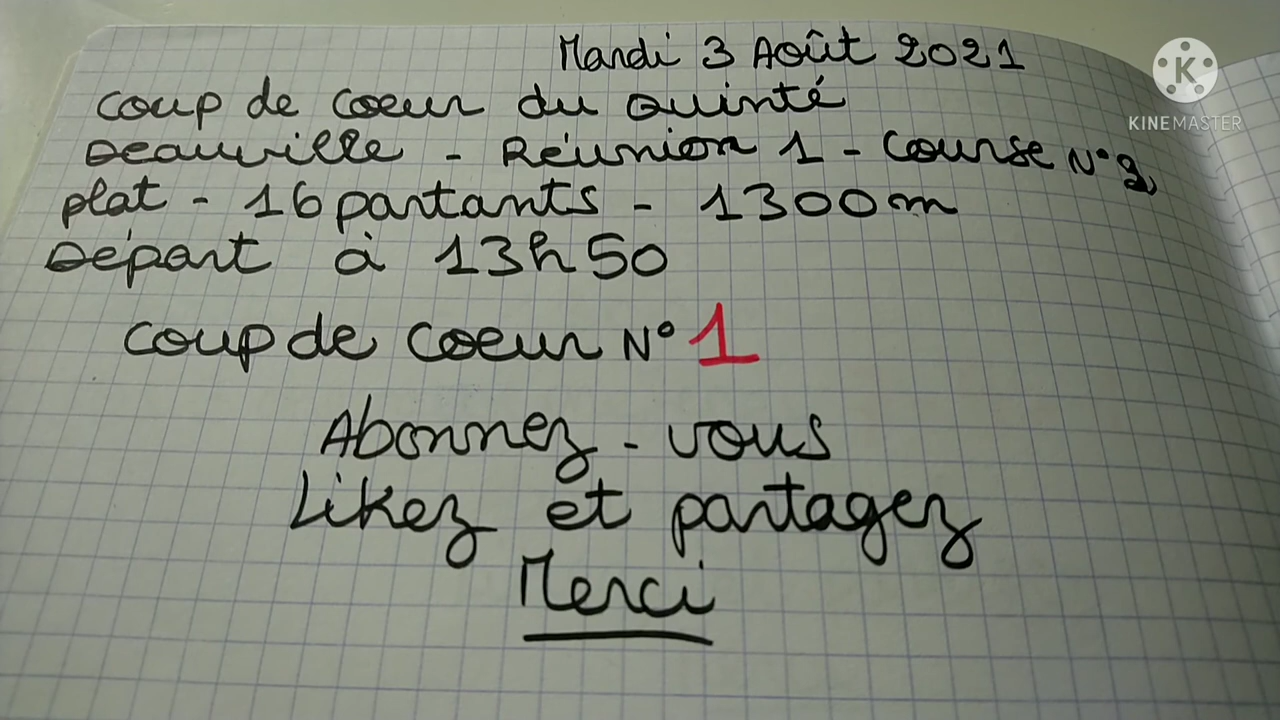 Mardi 3 Août 2021
KINEMASTER
Coup de coeur du Quinté
Deauville - Réunion 1 - Course N° 2
plat - 16 partants - 1300m
Départ à 13h50
Coup de coeur N° 1
Abonnez-vous
Likez et partagez
Merci